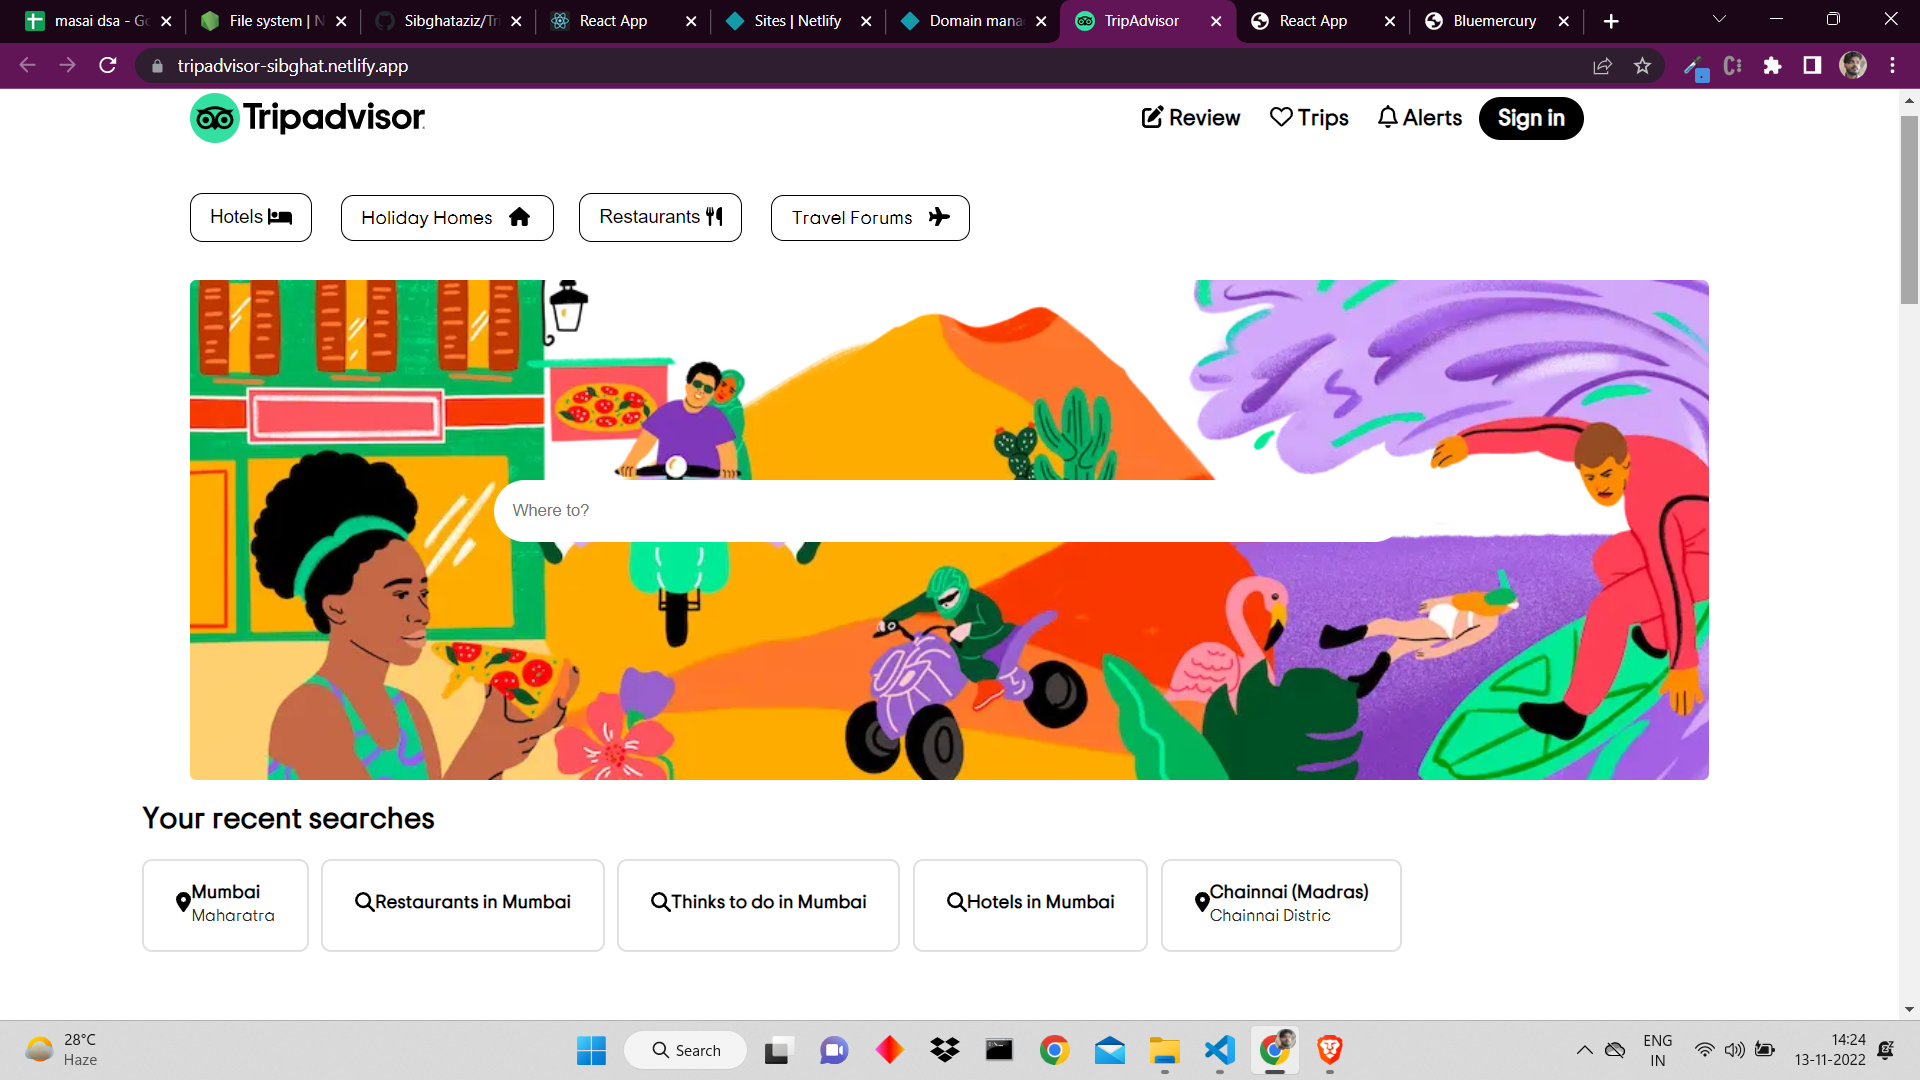 masai dsa - Go
File system | N
Sibghataziz/Tri
React App
Sites | Netlify
Domain mana
TripAdvisor
React App
Bluemercury
tripadvisor-sibghat.netlify.app
Tripadvisor
Review
Trips
Alerts
Sign in
Hotels
Holiday Homes
Restaurants
Travel Forums
Where to?
Your recent searches
Mumbai
Maharatra
Restaurants in Mumbai
Thinks to do in Mumbai
Hotels in Mumbai
Chainnai (Madras)
Chainnai Distric
28°C
Haze
Search
ENG
IN
14:24
13-11-2022